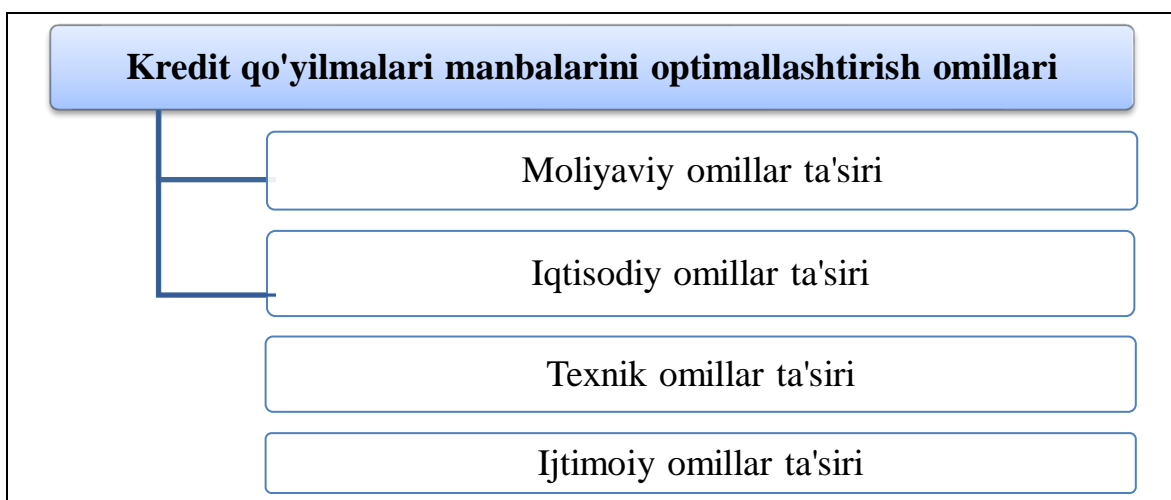 Kredit qo'yilmalari manbalarini optimallashtirish omillari
Moliyaviy omillar ta'siri
Iqtisodiy omillar ta'siri
Texnik omillar ta'siri
Ijtimoiy omillar ta'siri